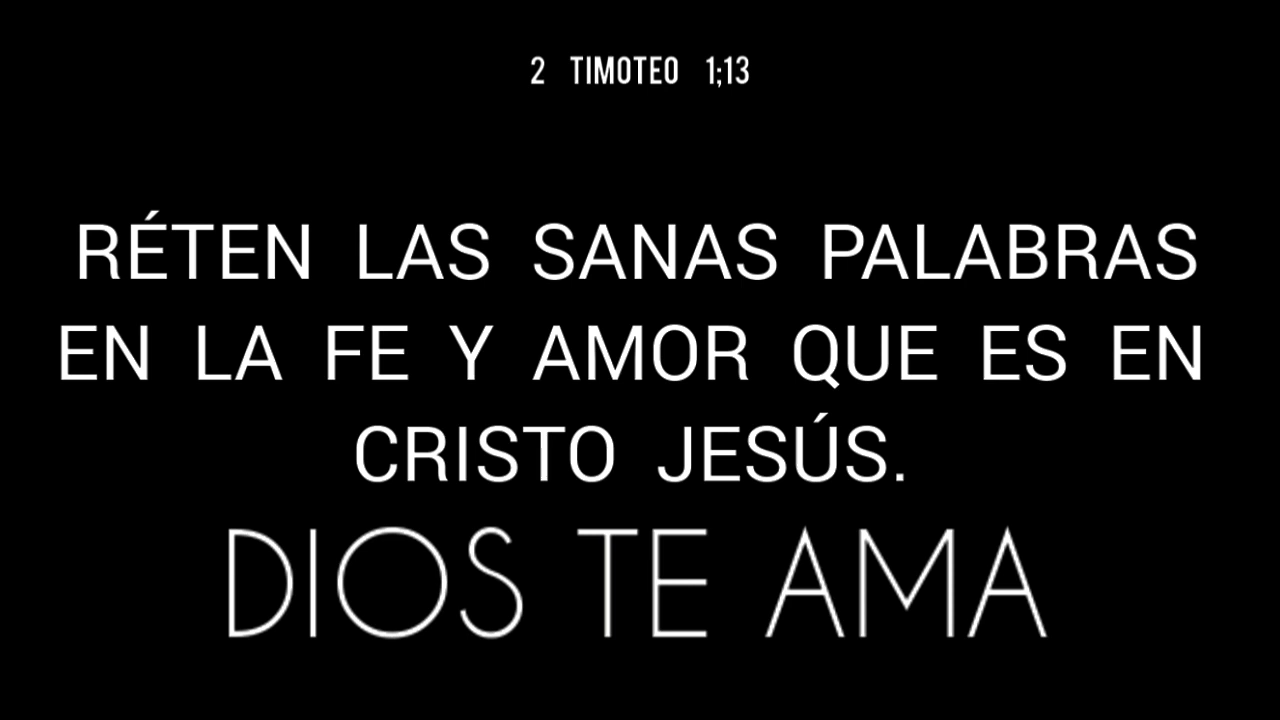 2 TIMOTEO 1;13
RÉTEN LAS SANAS PALABRAS
EN LA FE Y AMOR QUE ES EN
CRISTO JESÚS.
DIOS TE AMA